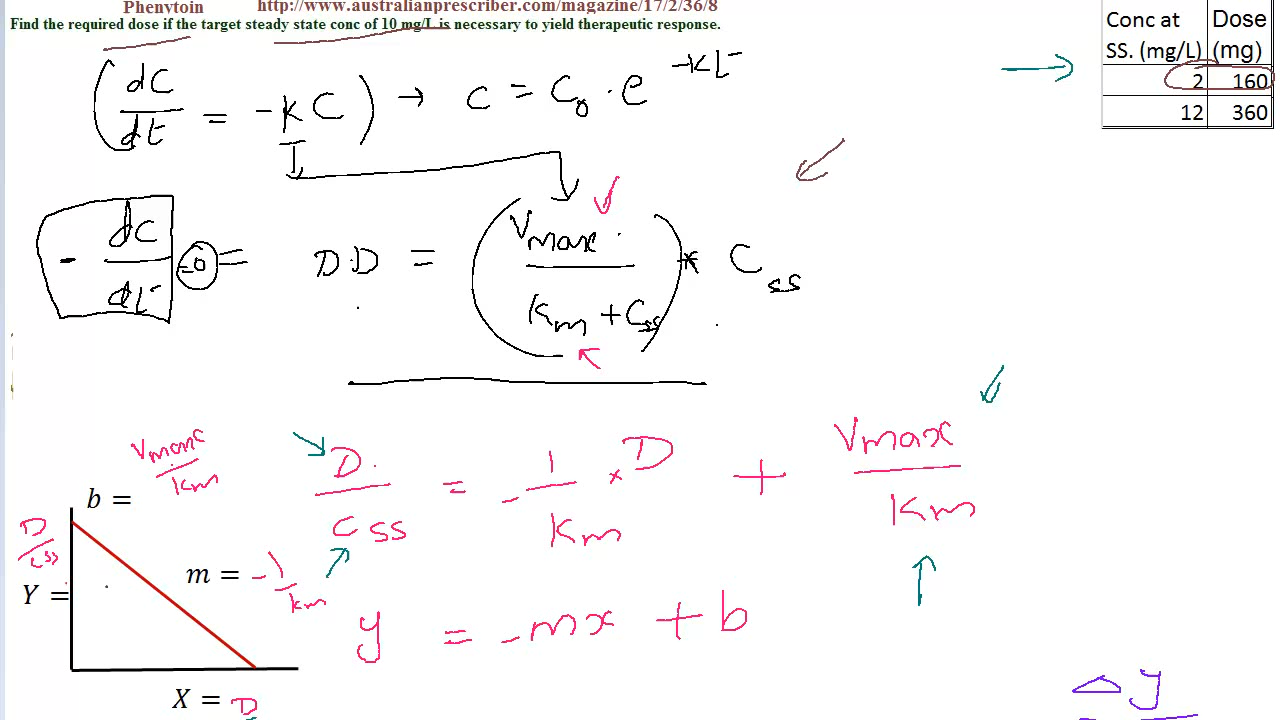 Phenytoin http://www.australianprescriber.com/magazine/17/2/36/8
Find the required dose if the target steady state conc of 10 mg/L is necessary to yield therapeutic response.
Conc at SS. (mg/L) Dose (mg)
2 160
12 360
(dC/dt = -KC) → C = C₀ · e^-Kt
- dC/dt =0 = D.D = (Vmax / Km + Css) * Css
D/Css = - 1/Km × D + Vmax/Km
y = -mx + b
b = Vmax/Km
D/Css
Y =
m = -1/Km
X = D
△ y